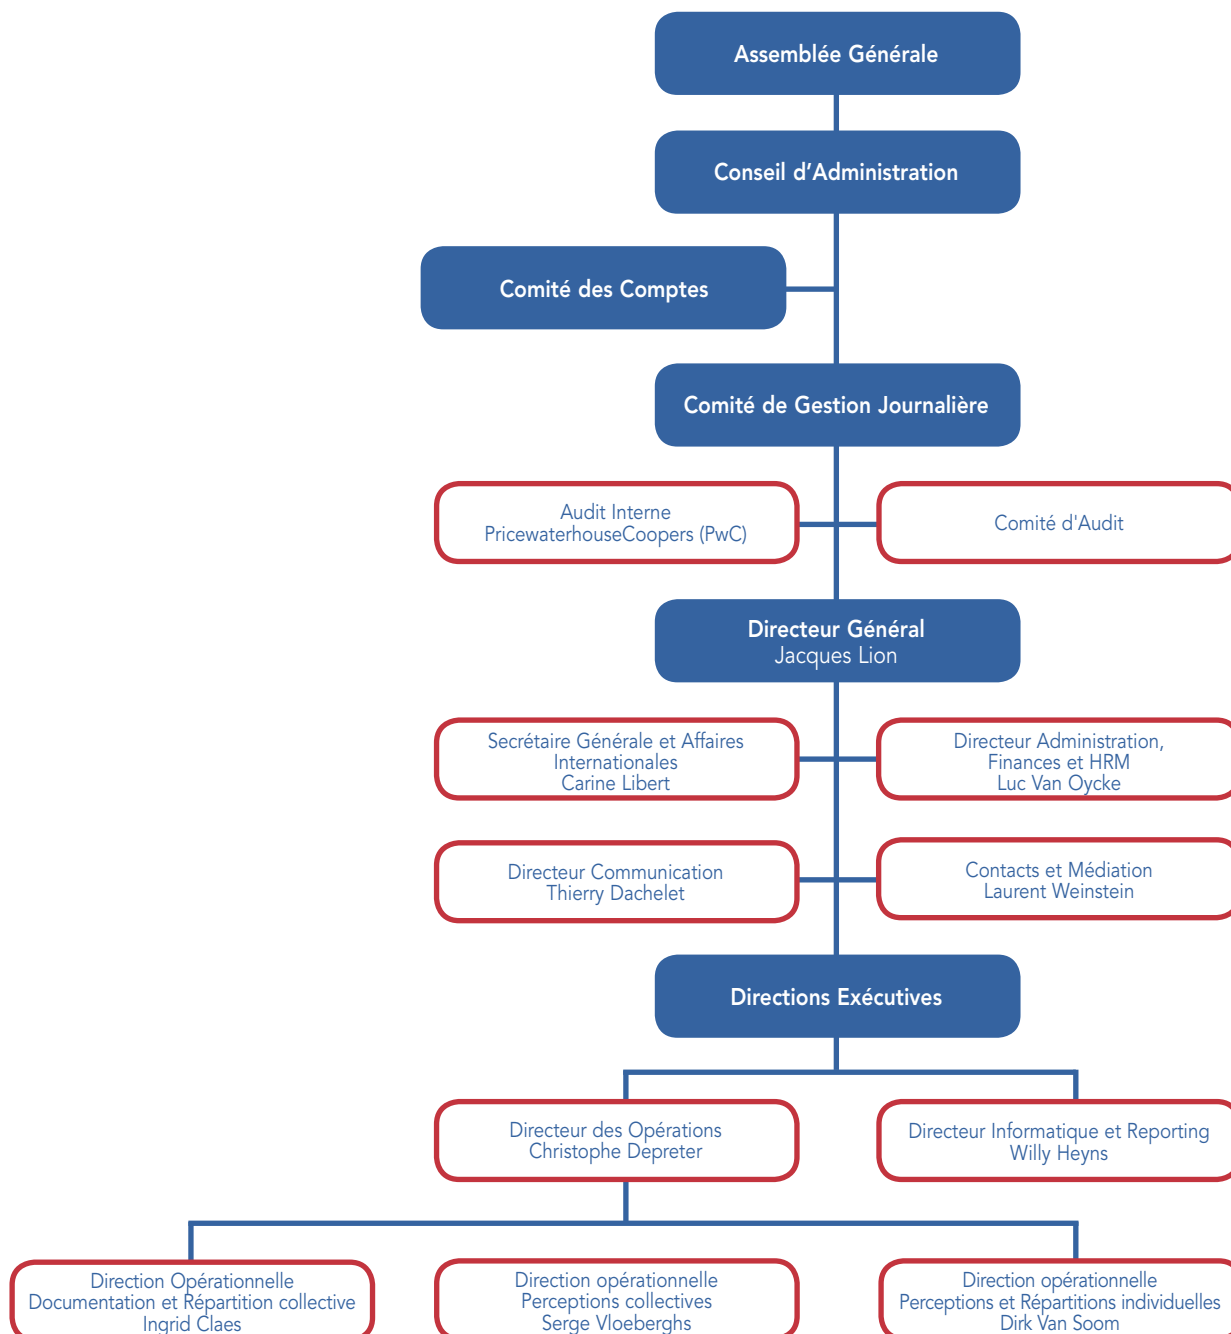 Assemblée Générale
Conseil d'Administration
Comité des Comptes
Comité de Gestion Journalière
Audit Interne
PricewaterhouseCoopers (PwC)
Comité d'Audit
Directeur Général
Jacques Lion
Secrétaire Générale et Affaires
Internationales
Carine Libert
Directeur Administration,
Finances et HRM
Luc Van Oycke
Directeur Communication
Thierry Dachelet
Contacts et Médiation
Laurent Weinstein
Directions Exécutives
Directeur des Opérations
Christophe Depreter
Directeur Informatique et Reporting
Willy Heyns
Direction Opérationnelle
Documentation et Répartition collective
Ingrid Claes
Direction opérationnelle
Perceptions collectives
Serge Vloeberghs
Direction opérationnelle
Perceptions et Répartitions individuelles
Dirk Van Soom